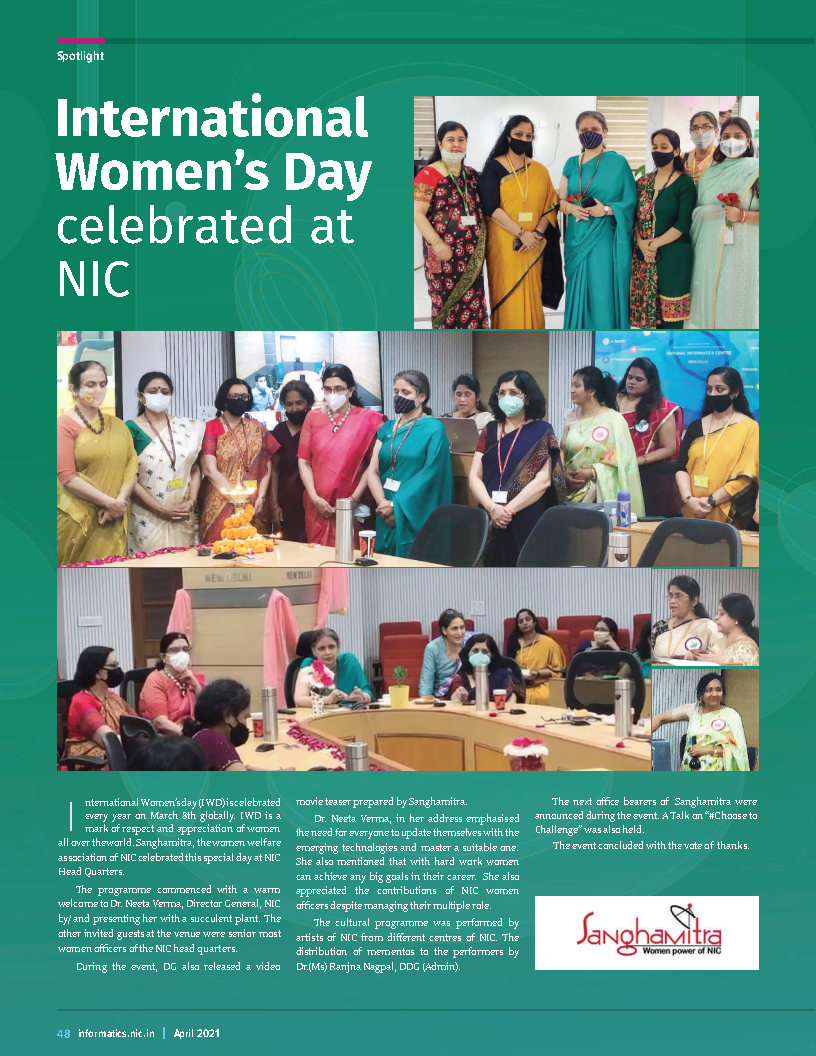 Spotlight
International
Women’s Day
celebrated at
NIC
NATIONAL INFORMATICS CENTRE
NEW DELHI
NEW DELHI
International Women'sday (IWD) is celebrated
every year on March 8th globally. IWD is a
mark of respect and appreciation of women
all over the world. Sanghamitra, the women welfare
association of NIC celebrated this special day at NIC
Head Quarters.
The programme commenced with a warm
welcome to Dr. Neeta Verma, Director General, NIC
by/ and presenting her with a succulent plant. The
other invited guests at the venue were senior most
women officers of the NIC head quarters.
During the event, DG also released a video
movie teaser prepared by Sanghamitra.
Dr. Neeta Verma, in her address emphasised
the need for everyone to update themselves with the
emerging technologies and master a suitable one.
She also mentioned that with hard work women
can achieve any big goals in their career. She also
appreciated the contributions of NIC women
officers despite managing their multiple role.
The cultural programme was performed by
artists of NIC from different centres of NIC. The
distribution of mementos to the performers by
Dr.(Ms) Ranjna Nagpal, DDG (Admin).
The next office bearers of Sanghamitra were
announced during the event. A Talk on “#Choose to
Challenge” was also held.
The event concluded with the vote of thanks.
Sanghamitra
Women power of NIC
48 informatics.nic.in | April 2021